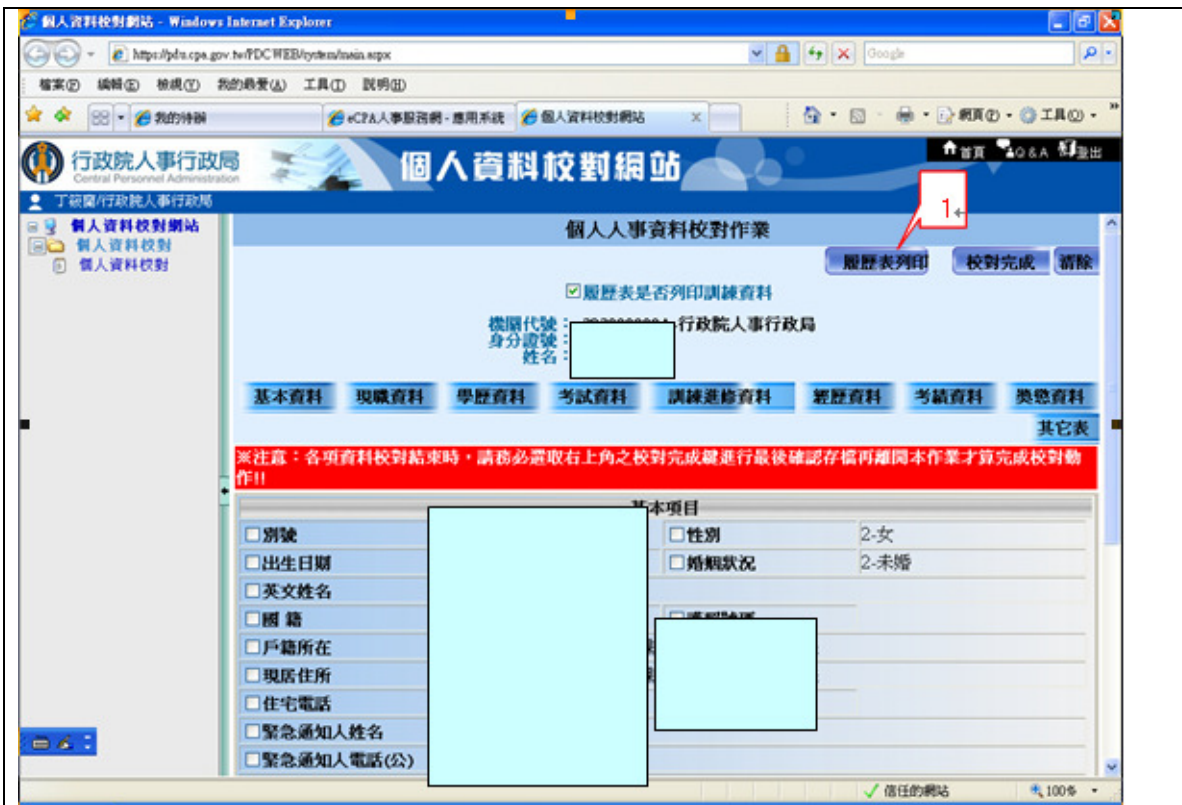 個人資料校對網站 - Windows Internet Explorer
https://pdu.cpa.gov.tw/PDCWEB/system/main.aspx
Google
檔案(F) 編輯(E) 檢視(V) 我的最愛(A) 工具(T) 說明(H)
我的待辦 eCPA人事服務網 - 應用系統 個人資料校對網站 網頁(P) 工具(O)
行政院人事行政局 個人資料校對網站 首頁 Q & A 登出
Central Personnel Administration
丁筱蘭/行政院人事行政局
1
個人資料校對網站
個人資料校對
個人資料校對
個人人事資料校對作業
履歷表列印 校對完成 清除
履歷表是否列印訓練資料
機關代號： 行政院人事行政局
身分證號：
姓名：
基本資料 現職資料 學歷資料 考試資料 訓練進修資料 經歷資料 考績資料 獎懲資料
其它表
※注意：各項資料校對結束時，請務必選取右上角之校對完成鍵進行最後確認存檔再離開本作業才算完成校對動
作!!
本項目
別號 性別 2-女
出生日期 婚姻狀況 2-未婚
英文姓名
國 籍
戶籍所在
現居住所
住宅電話
緊急通知人姓名
緊急通知人電話(公)
信任的網站 100%